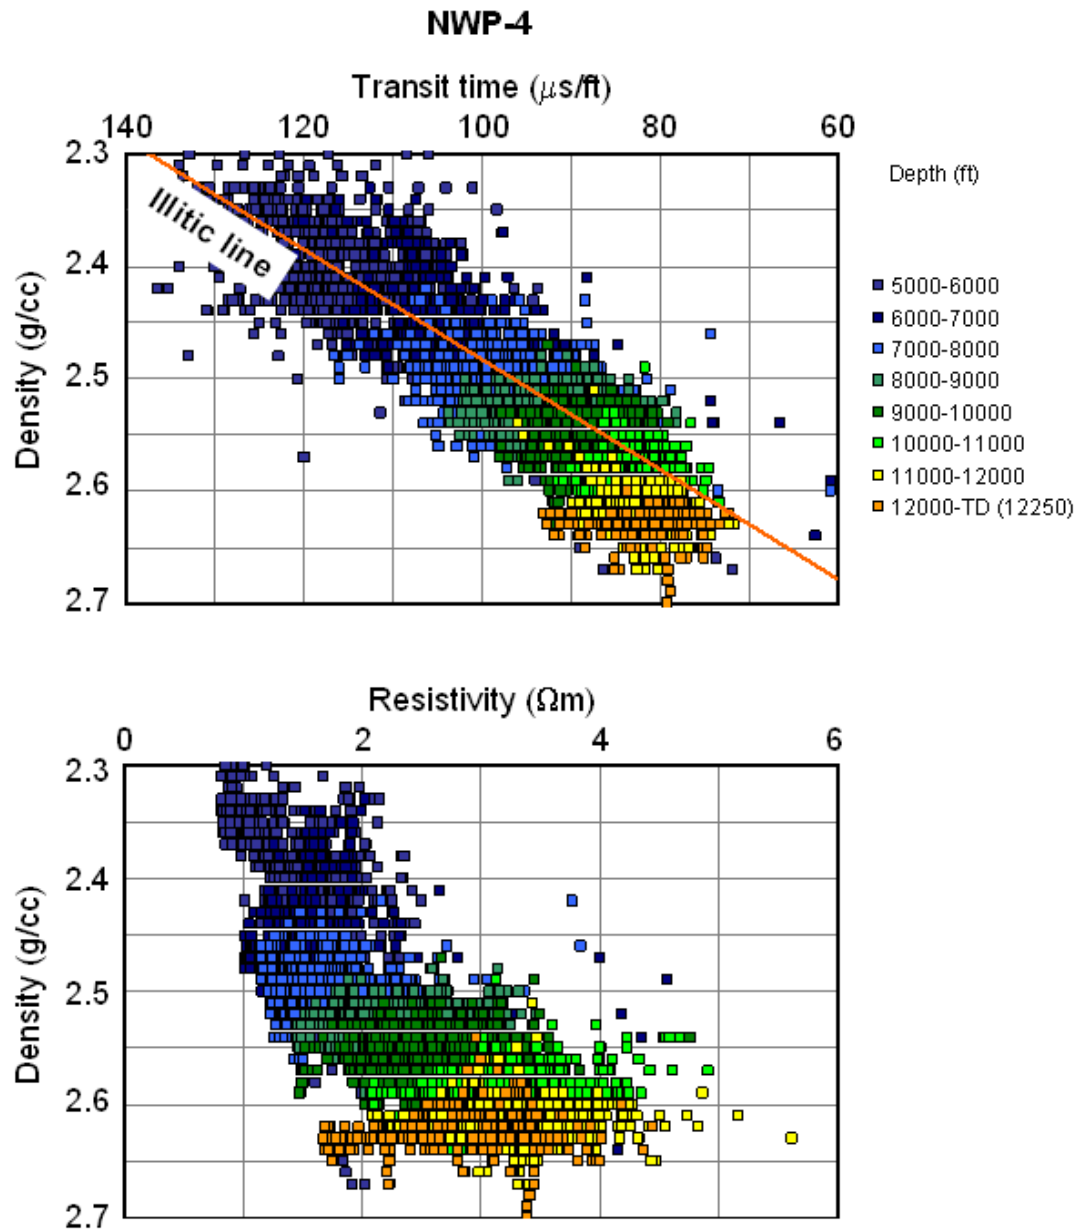 NWP-4
Transit time (μs/ft)
140 120 100 80 60
2.3
2.4
2.5
2.6
2.7
Density (g/cc)
Illitic line
Depth (ft)
5000-6000
6000-7000
7000-8000
8000-9000
9000-10000
10000-11000
11000-12000
12000-TD (12250)
Resistivity (Ωm)
0 2 4 6
2.3
2.4
2.5
2.6
2.7
Density (g/cc)